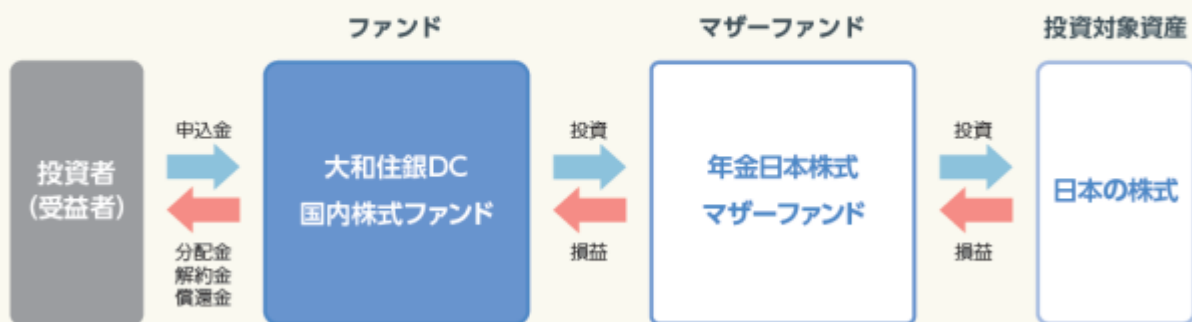 ファンド
マザーファンド
投資対象資産
投資者
(受益者)
申込金
分配金
解約金
償還金
大和住銀DC
国内株式ファンド
投資
損益
年金日本株式
マザーファンド
投資
損益
日本の株式